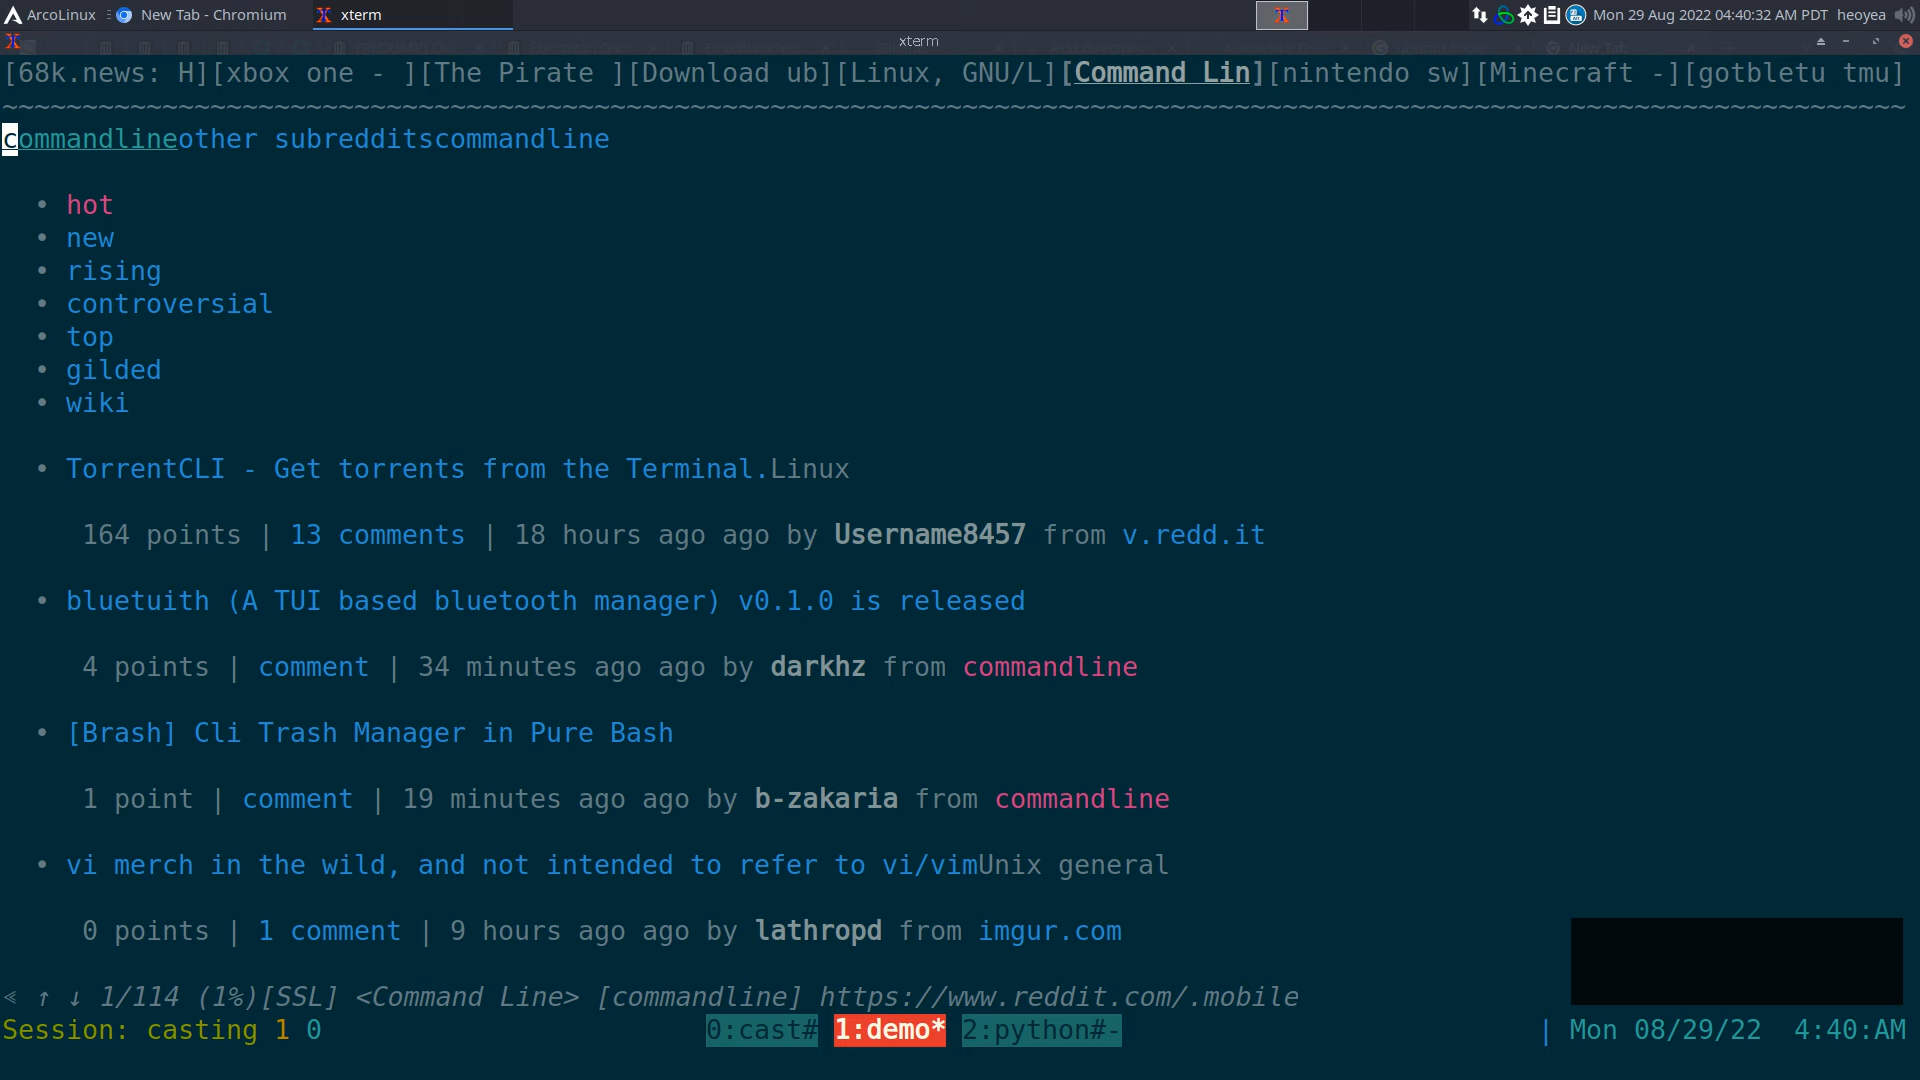 ArcoLinux New Tab - Chromium xterm Mon 29 Aug 2022 04:40:32 AM PDT heoyea
xterm
New Tab
[68k.news: H][xbox one - ][The Pirate ][Download ub][Linux, GNU/L][Command Lin][nintendo sw][Minecraft -][gotbletu tmu]
commandlineother subredditscommandline
• hot
• new
• rising
• controversial
• top
• gilded
• wiki
• TorrentCLI - Get torrents from the Terminal.Linux
164 points | 13 comments | 18 hours ago ago by Username8457 from v.redd.it
• bluetuith (A TUI based bluetooth manager) v0.1.0 is released
4 points | comment | 34 minutes ago ago by darkhz from commandline
• [Brash] Cli Trash Manager in Pure Bash
1 point | comment | 19 minutes ago ago by b-zakaria from commandline
• vi merch in the wild, and not intended to refer to vi/vimUnix general
0 points | 1 comment | 9 hours ago ago by lathropd from imgur.com
⪡ ↑ ↓ 1/114 (1%)[SSL] <Command Line> [commandline] https://www.reddit.com/.mobile
Session: casting 1 0 0:cast# 1:demo* 2:python#- | Mon 08/29/22 4:40:AM